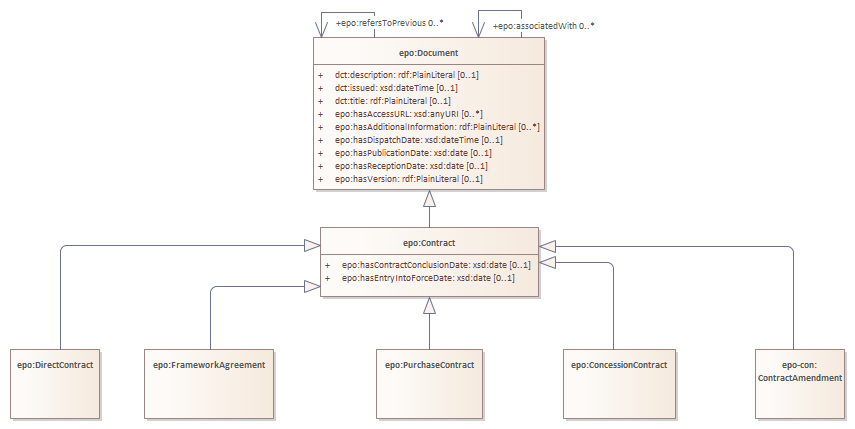 +epo:refersToPrevious 0..*
+epo:associatedWith 0..*
epo:Document
+ dct:description: rdf:PlainLiteral [0..1]
+ dct:issued: xsd:dateTime [0..1]
+ dct:title: rdf:PlainLiteral [0..1]
+ epo:hasAccessURL: xsd:anyURI [0..*]
+ epo:hasAdditionalInformation: rdf:PlainLiteral [0..*]
+ epo:hasDispatchDate: xsd:dateTime [0..1]
+ epo:hasPublicationDate: xsd:date [0..1]
+ epo:hasReceptionDate: xsd:date [0..1]
+ epo:hasVersion: rdf:PlainLiteral [0..1]
epo:Contract
+ epo:hasContractConclusionDate: xsd:date [0..1]
+ epo:hasEntryIntoForceDate: xsd:date [0..1]
epo:DirectContract
epo:FrameworkAgreement
epo:PurchaseContract
epo:ConcessionContract
epo-con:
ContractAmendment